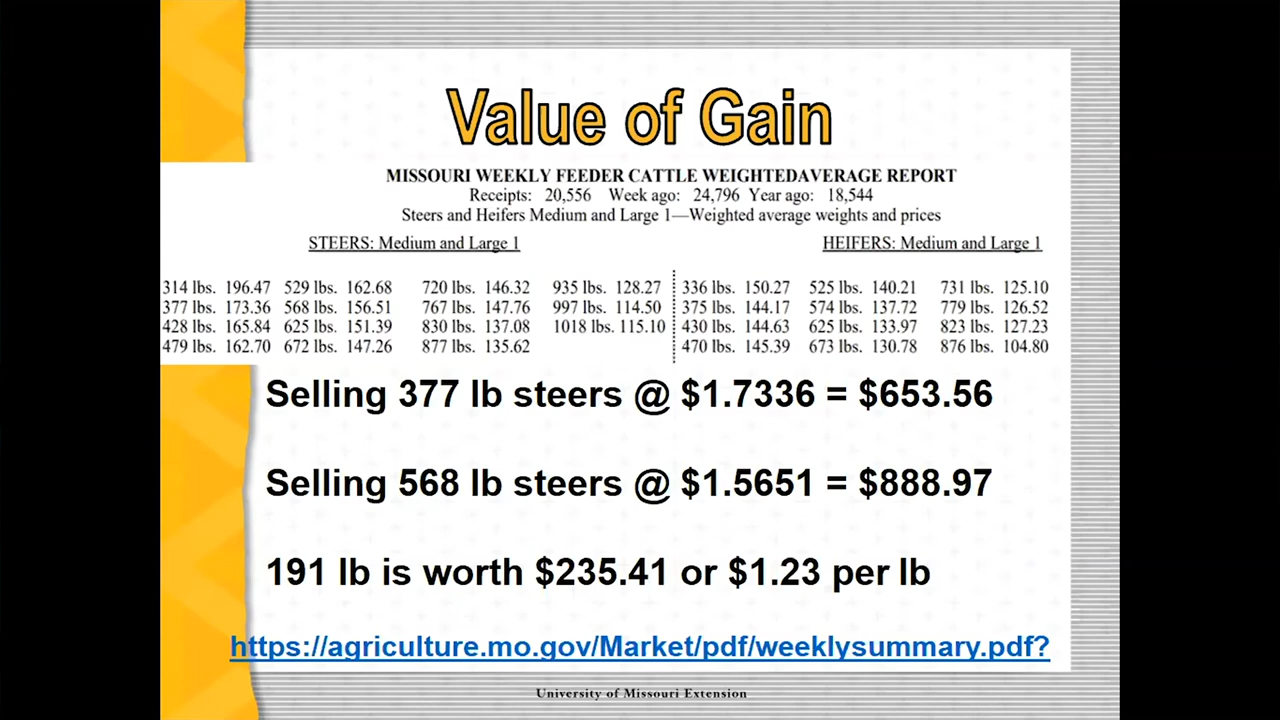 Value of Gain
MISSOURI WEEKLY FEEDER CATTLE WEIGHTEDAVERAGE REPORT
Receipts: 20,556 Week ago: 24,796 Year ago: 18,544
Steers and Heifers Medium and Large 1—Weighted average weights and prices
STEERS: Medium and Large 1 HEIFERS: Medium and Large 1
314 lbs. 196.47 529 lbs. 162.68 720 lbs. 146.32 935 lbs. 128.27 336 lbs. 150.27 525 lbs. 140.21 731 lbs. 125.10
377 lbs. 173.36 568 lbs. 156.51 767 lbs. 147.76 997 lbs. 114.50 375 lbs. 144.17 574 lbs. 137.72 779 lbs. 126.52
428 lbs. 165.84 625 lbs. 151.39 830 lbs. 137.08 1018 lbs. 115.10 430 lbs. 144.63 625 lbs. 133.97 823 lbs. 127.23
479 lbs. 162.70 672 lbs. 147.26 877 lbs. 135.62 470 lbs. 145.39 673 lbs. 130.78 876 lbs. 104.80
Selling 377 lb steers @ $1.7336 = $653.56
Selling 568 lb steers @ $1.5651 = $888.97
191 lb is worth $235.41 or $1.23 per lb
https://agriculture.mo.gov/Market/pdf/weeklysummary.pdf?
University of Missouri Extension